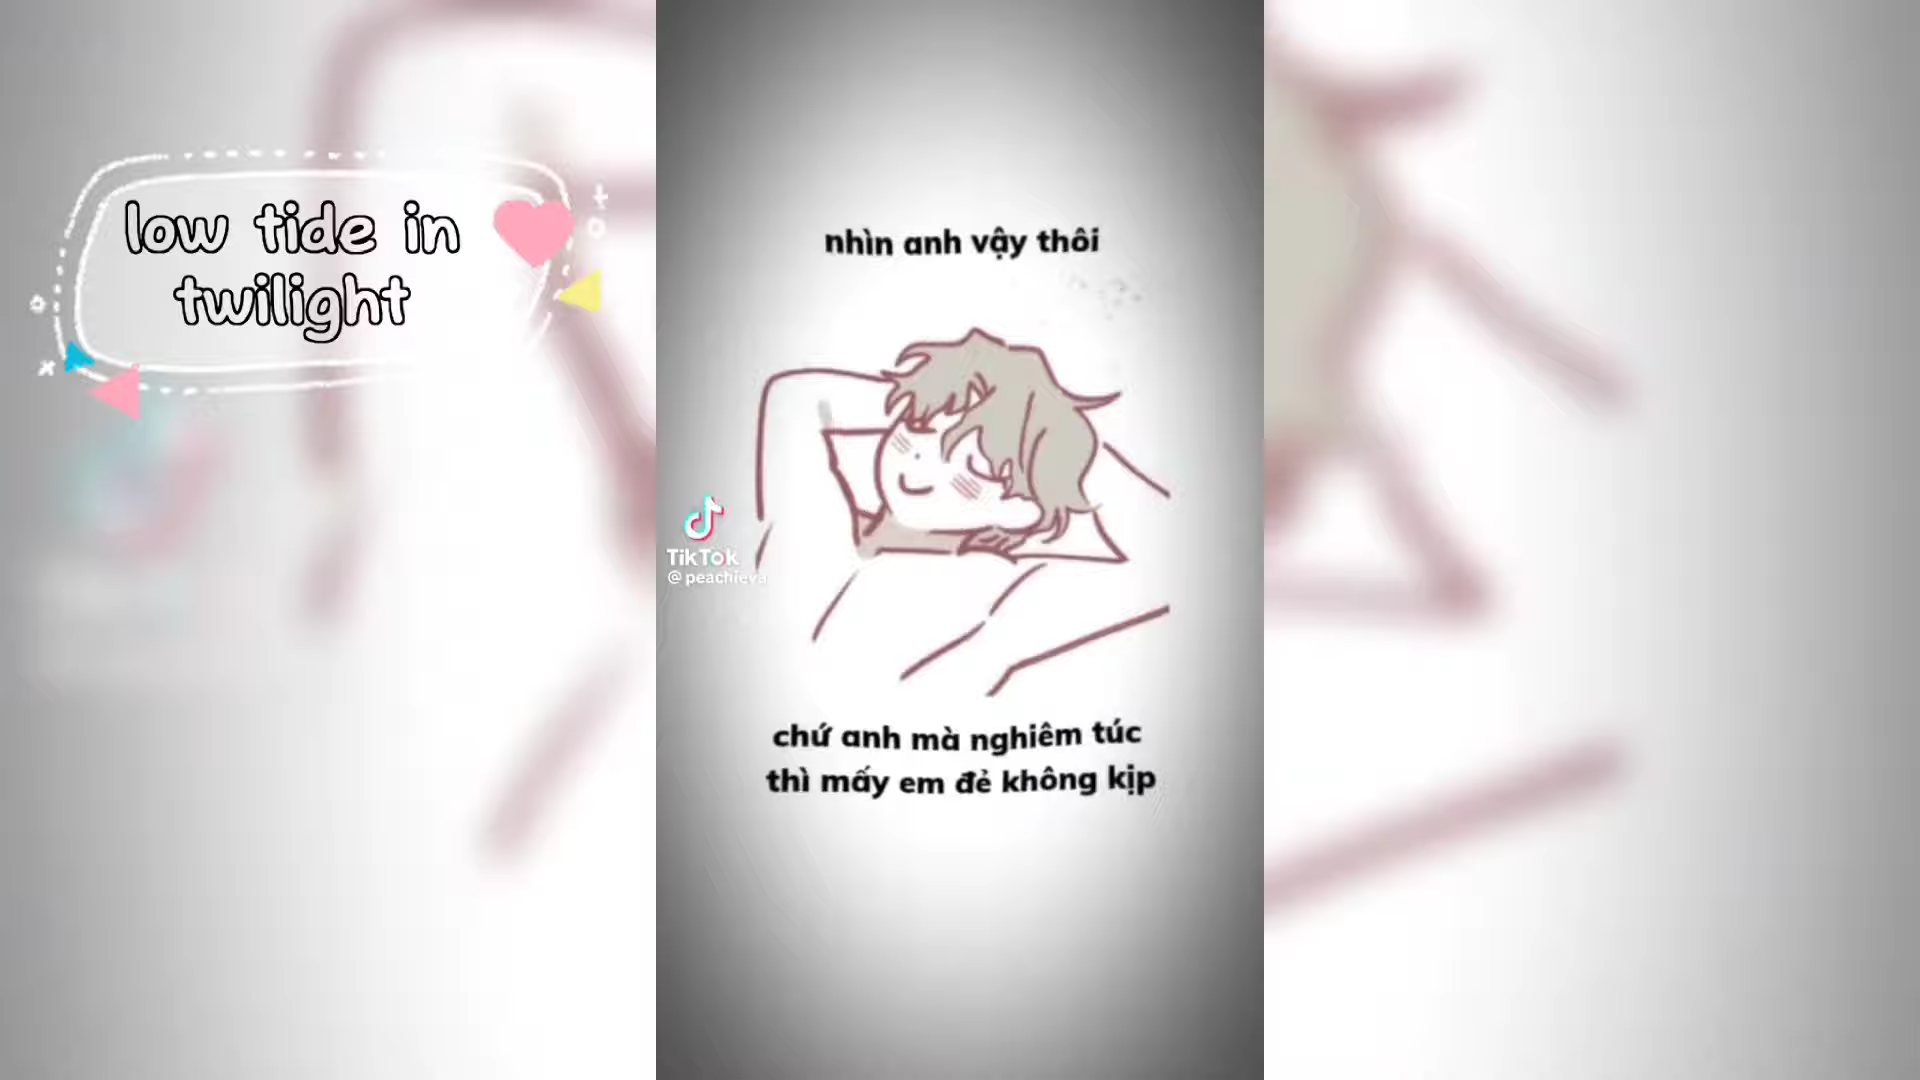 low tide in
twilight
nhìn anh vậy thôi
TikTok
@peachieva
chứ anh mà nghiêm túc
thì mấy em đẻ không kịp